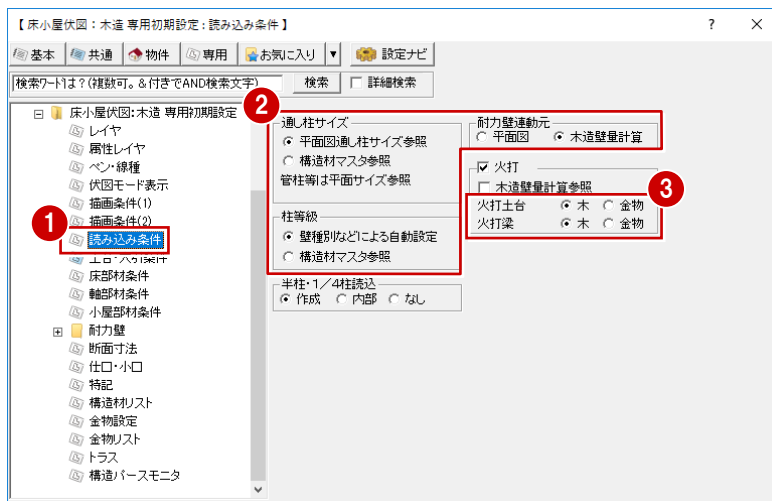 【床小屋伏図：木造 専用初期設定：読み込み条件】
? ×
基本 共通 物件 専用 お気に入り ▼ 設定ナビ
検索ワードは？(複数可。＆付きでAND検索文字) 検索 詳細検索
床小屋伏図:木造 専用初期設定
レイヤ
属性レイヤ
ペン・線種
伏図モード表示
描画条件(1)
描画条件(2)
1
読み込み条件
土台・大引条件
床部材条件
軸部材条件
小屋部材条件
耐力壁
断面寸法
仕口・小口
特記
構造材リスト
金物設定
金物リスト
トラス
構造パースモニタ
2
通し柱サイズ
平面図通し柱サイズ参照
構造材マスタ参照
管柱等は平面サイズ参照
柱等級
壁種別などによる自動設定
構造材マスタ参照
半柱・1／4柱読込
作成 内部 なし
耐力壁連動元
平面図 木造壁量計算
火打
木造壁量計算参照
3
火打土台 木 金物
火打梁 木 金物